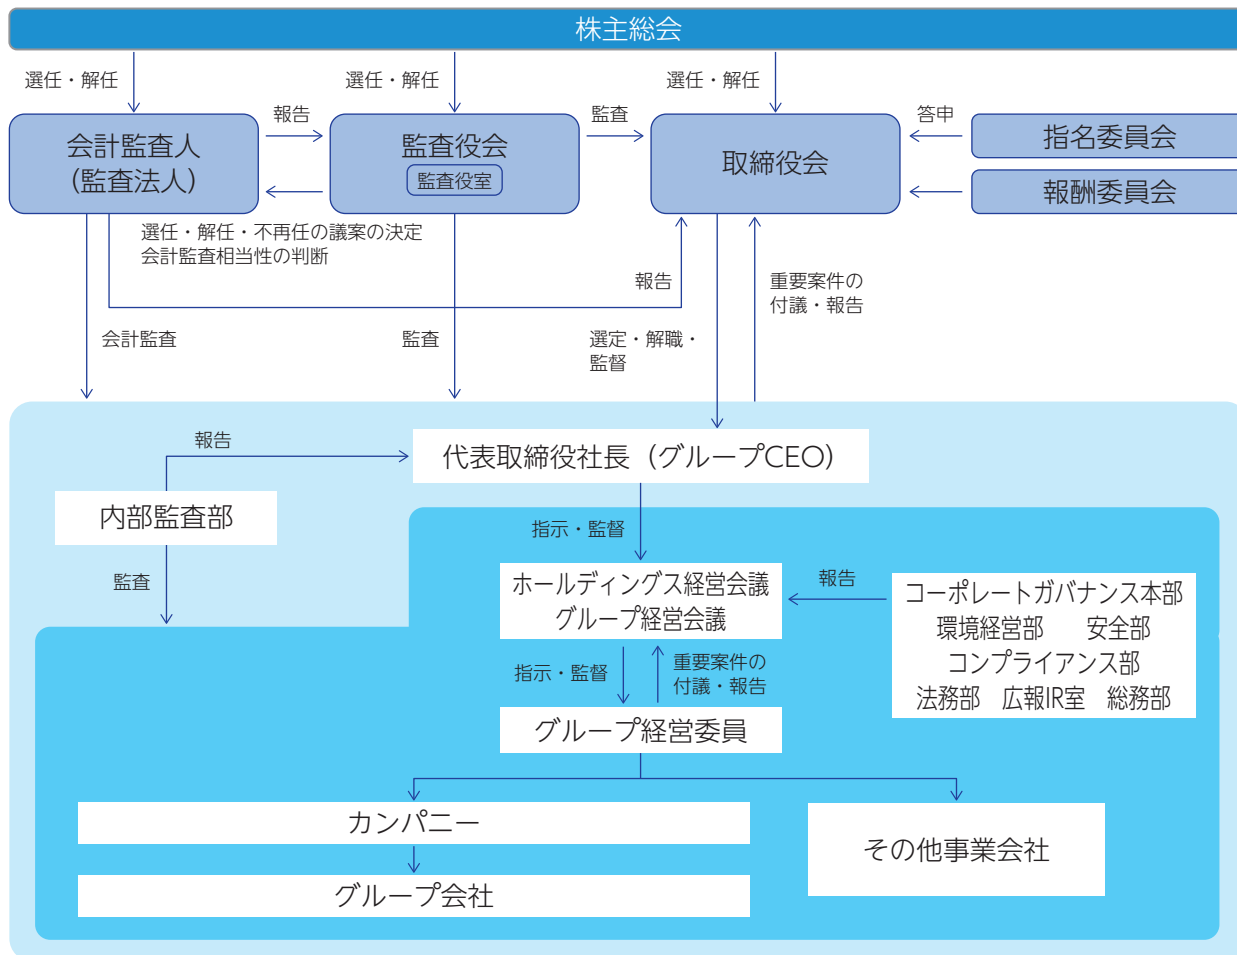 株主総会
選任・解任
選任・解任
選任・解任
会計監査人
(監査法人)
報告
監査役会
監査役室
監査
取締役会
答申
指名委員会
報酬委員会
選任・解任・不再任の議案の決定
会計監査相当性の判断
報告
重要案件の
付議・報告
会計監査
監査
選定・解職・
監督
報告
代表取締役社長（グループCEO）
内部監査部
指示・監督
監査
ホールディングス経営会議
グループ経営会議
報告
コーポレートガバナンス本部
環境経営部　安全部
コンプライアンス部
法務部　広報IR室　総務部
指示・監督
重要案件の
付議・報告
グループ経営委員
カンパニー
その他事業会社
グループ会社